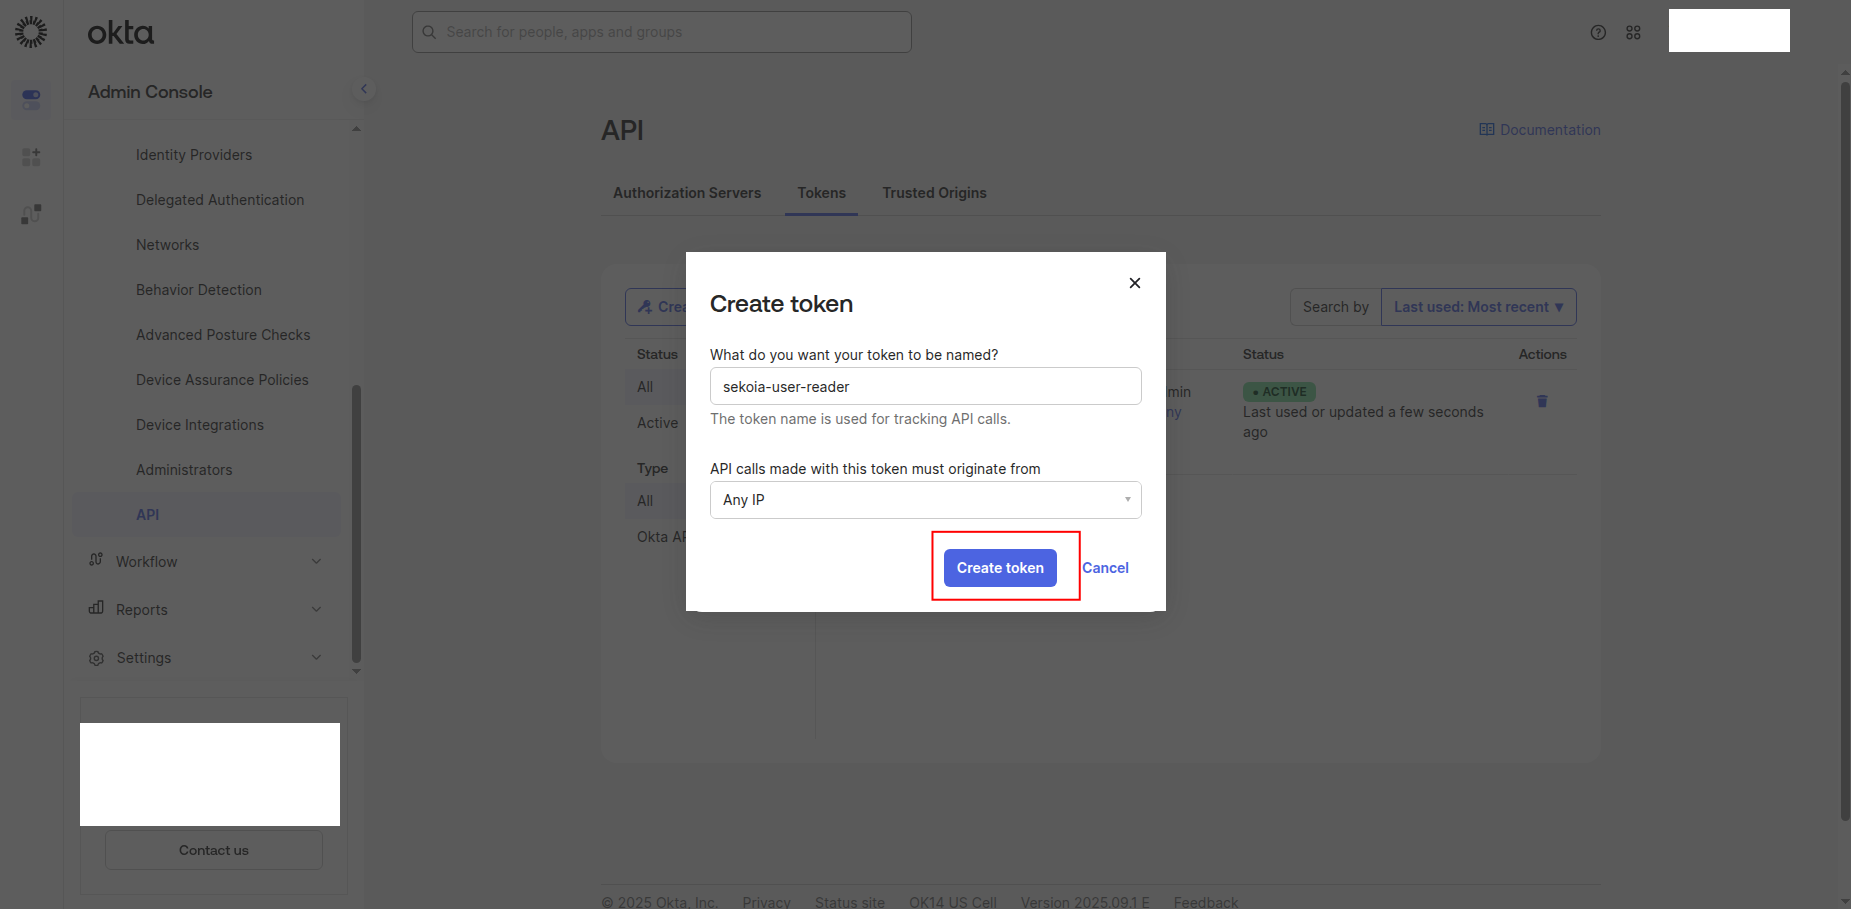 okta
Search for people, apps and groups
Admin Console
Identity Providers
Delegated Authentication
Networks
Behavior Detection
Advanced Posture Checks
Device Assurance Policies
Device Integrations
Administrators
API
Workflow
Reports
Settings
Contact us
API
Documentation
Authorization Servers Tokens Trusted Origins
Crea
Search by Last used: Most recent ▼
Status
All
Active
Type
All
Okta AP
Status Actions
min
ny
• ACTIVE
Last used or updated a few seconds
ago
Create token
What do you want your token to be named?
sekoia-user-reader
The token name is used for tracking API calls.
API calls made with this token must originate from
Any IP
Create token Cancel
© 2025 Okta, Inc. Privacy Status site OK14 US Cell Version 2025.09.1 E Feedback